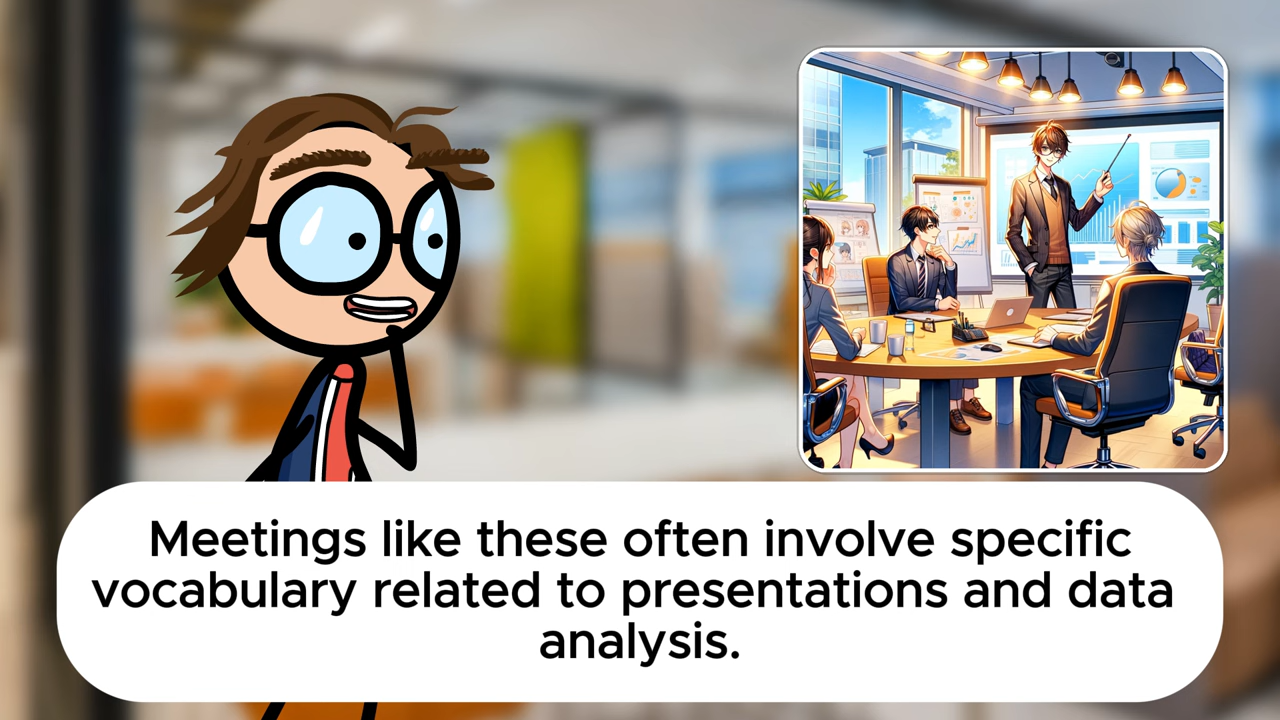 Meetings like these often involve specific
vocabulary related to presentations and data
analysis.